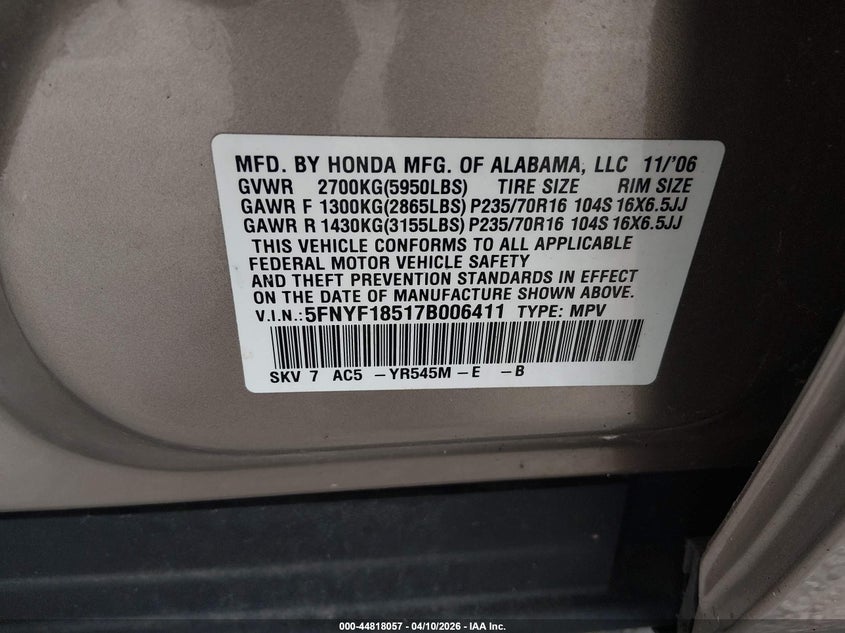 MFD. BY HONDA MFG. OF ALABAMA, LLC 11/'06
GVWR 2700KG(5950LBS) TIRE SIZE RIM SIZE
GAWR F 1300KG(2865LBS) P235/70R16 104S 16X6.5JJ
GAWR R 1430KG(3155LBS) P235/70R16 104S 16X6.5JJ
THIS VEHICLE CONFORMS TO ALL APPLICABLE
FEDERAL MOTOR VEHICLE SAFETY
AND THEFT PREVENTION STANDARDS IN EFFECT
ON THE DATE OF MANUFACTURE SHOWN ABOVE.
V.I.N.:5FNYF18517B006411 TYPE: MPV
SKV 7 AC5 -YR545M-E -B
000-44818057 - 04/10/2026 - IAA Inc.